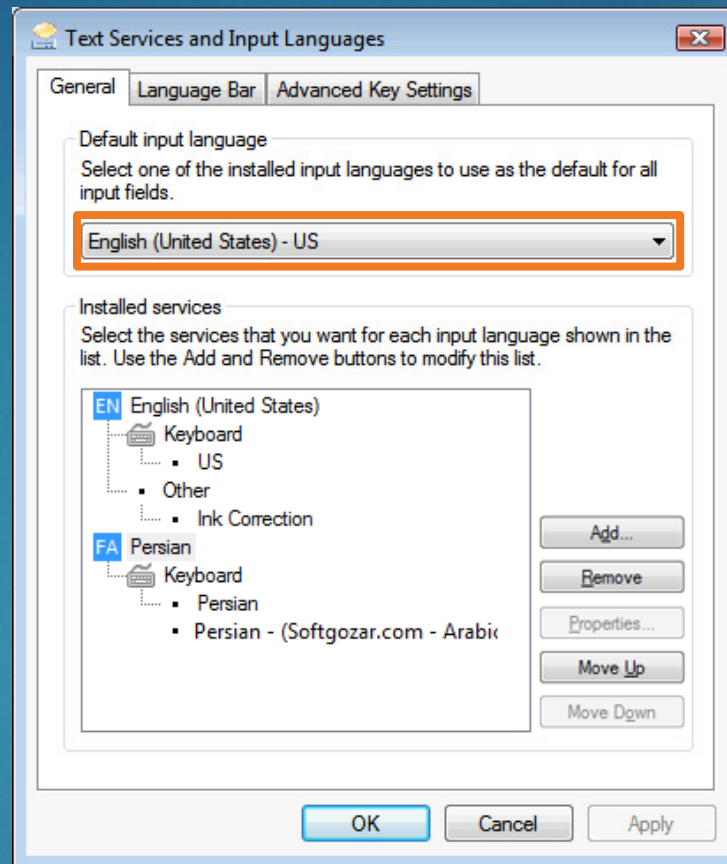 Text Services and Input Languages
General
Language Bar
Advanced Key Settings
Default input language
Select one of the installed input languages to use as the default for all
input fields.
English (United States) - US
Installed services
Select the services that you want for each input language shown in the
list. Use the Add and Remove buttons to modify this list.
EN English (United States)
Keyboard
US
Other
Ink Correction
FA Persian
Keyboard
Persian
Persian - (Softgozar.com - Arabic
Add...
Remove
Properties...
Move Up
Move Down
OK
Cancel
Apply